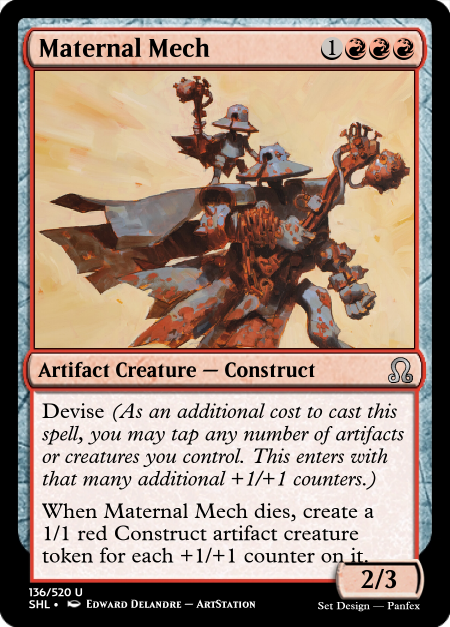 Maternal Mech 1
Artifact Creature — Construct
Devise (As an additional cost to cast this
spell, you may tap any number of artifacts
or creatures you control. This enters with
that many additional +1/+1 counters.)
When Maternal Mech dies, create a
1/1 red Construct artifact creature
token for each +1/+1 counter on it.
2/3
136/520 U
SHL • Edward Delandre — ArtStation
Set Design — Panfex